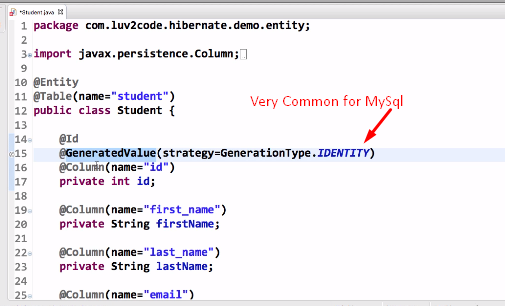 *Student.java
1 package com.luv2code.hibernate.demo.entity;
2
3 import javax.persistence.Column;
9
10 @Entity
11 @Table(name="student")
12 public class Student {
Very Common for MySql
13
14 @Id
15 @GeneratedValue(strategy=GenerationType.IDENTITY)
16 @Column(name="id")
17 private int id;
18
19 @Column(name="first_name")
20 private String firstName;
21
22 @Column(name="last_name")
23 private String lastName;
24
25 @Column(name="email")